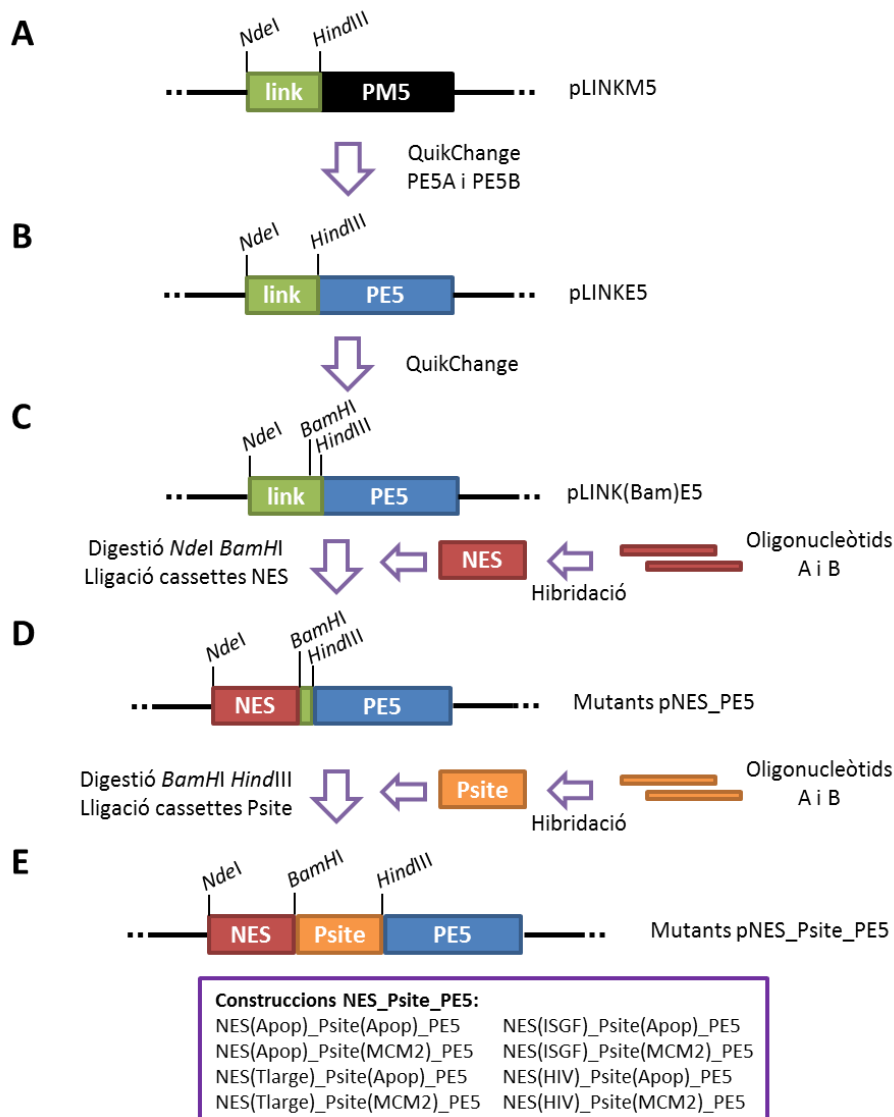 A
NdeI
HindIII
link
PM5
pLINKM5
QuikChange
PE5A i PE5B
B
NdeI
HindIII
link
PE5
pLINKE5
QuikChange
C
NdeI
BamHI
HindIII
link
PE5
pLINK(Bam)E5
Digestió NdeI BamHI
Lligació cassettes NES
NES
Hibridació
Oligonucleòtids
A i B
D
NdeI
BamHI
HindIII
NES
PE5
Mutants pNES_PE5
Digestió BamHI HindIII
Lligació cassettes Psite
Psite
Hibridació
Oligonucleòtids
A i B
E
NdeI
BamHI
HindIII
NES
Psite
PE5
Mutants pNES_Psite_PE5
Construccions NES_Psite_PE5:
NES(Apop)_Psite(Apop)_PE5 NES(ISGF)_Psite(Apop)_PE5
NES(Apop)_Psite(MCM2)_PE5 NES(ISGF)_Psite(MCM2)_PE5
NES(Tlarge)_Psite(Apop)_PE5 NES(HIV)_Psite(Apop)_PE5
NES(Tlarge)_Psite(MCM2)_PE5 NES(HIV)_Psite(MCM2)_PE5